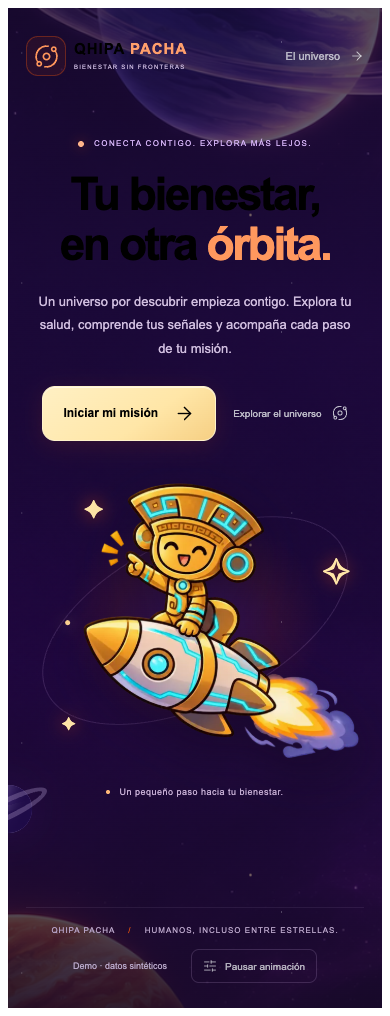 QHIPA PACHA
BIENESTAR SIN FRONTERAS
El universo
CONECTA CONTIGO. EXPLORA MÁS LEJOS.
Tu bienestar,
en otra órbita.
Un universo por descubrir empieza contigo. Explora tu
salud, comprende tus señales y acompaña cada paso
de tu misión.
Iniciar mi misión
Explorar el universo
Un pequeño paso hacia tu bienestar.
QHIPA PACHA / HUMANOS, INCLUSO ENTRE ESTRELLAS.
Demo · datos sintéticos
Pausar animación